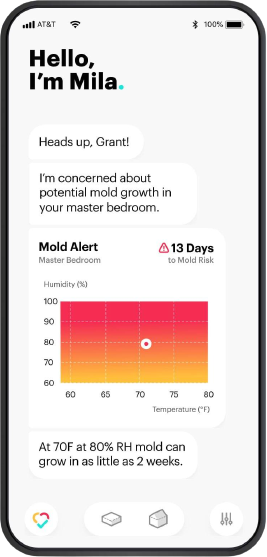 AT&T
100%
Hello,
I'm Mila.
Heads up, Grant!
I'm concerned about
potential mold growth in
your master bedroom.
Mold Alert
13 Days
Master Bedroom
to Mold Risk
Humidity (%)
100
90
80
70
60
60
65
70
75
80
Temperature (°F)
At 70F at 80% RH mold can
grow in as little as 2 weeks.